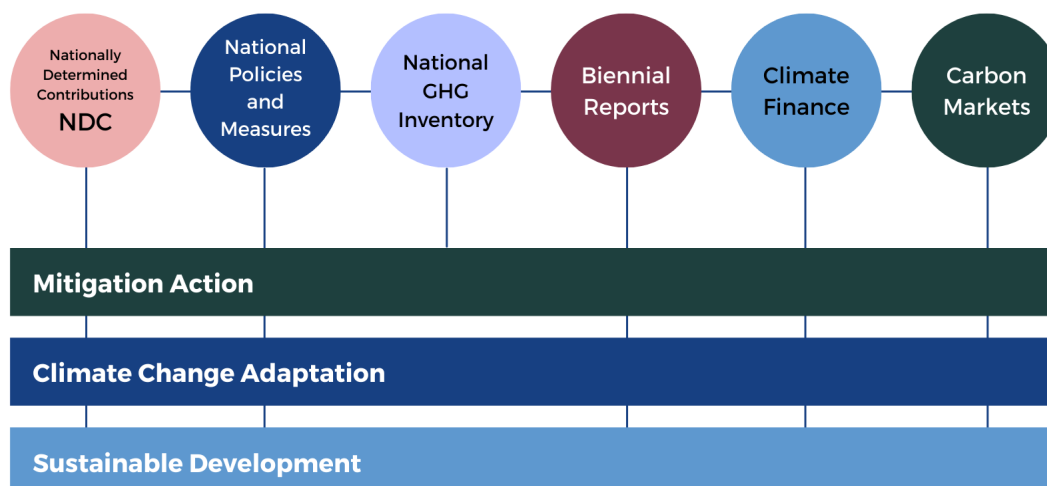 Nationally
Determined
Contributions
NDC
National
Policies
and
Measures
National
GHG
Inventory
Biennial
Reports
Climate
Finance
Carbon
Markets
Mitigation Action
Climate Change Adaptation
Sustainable Development